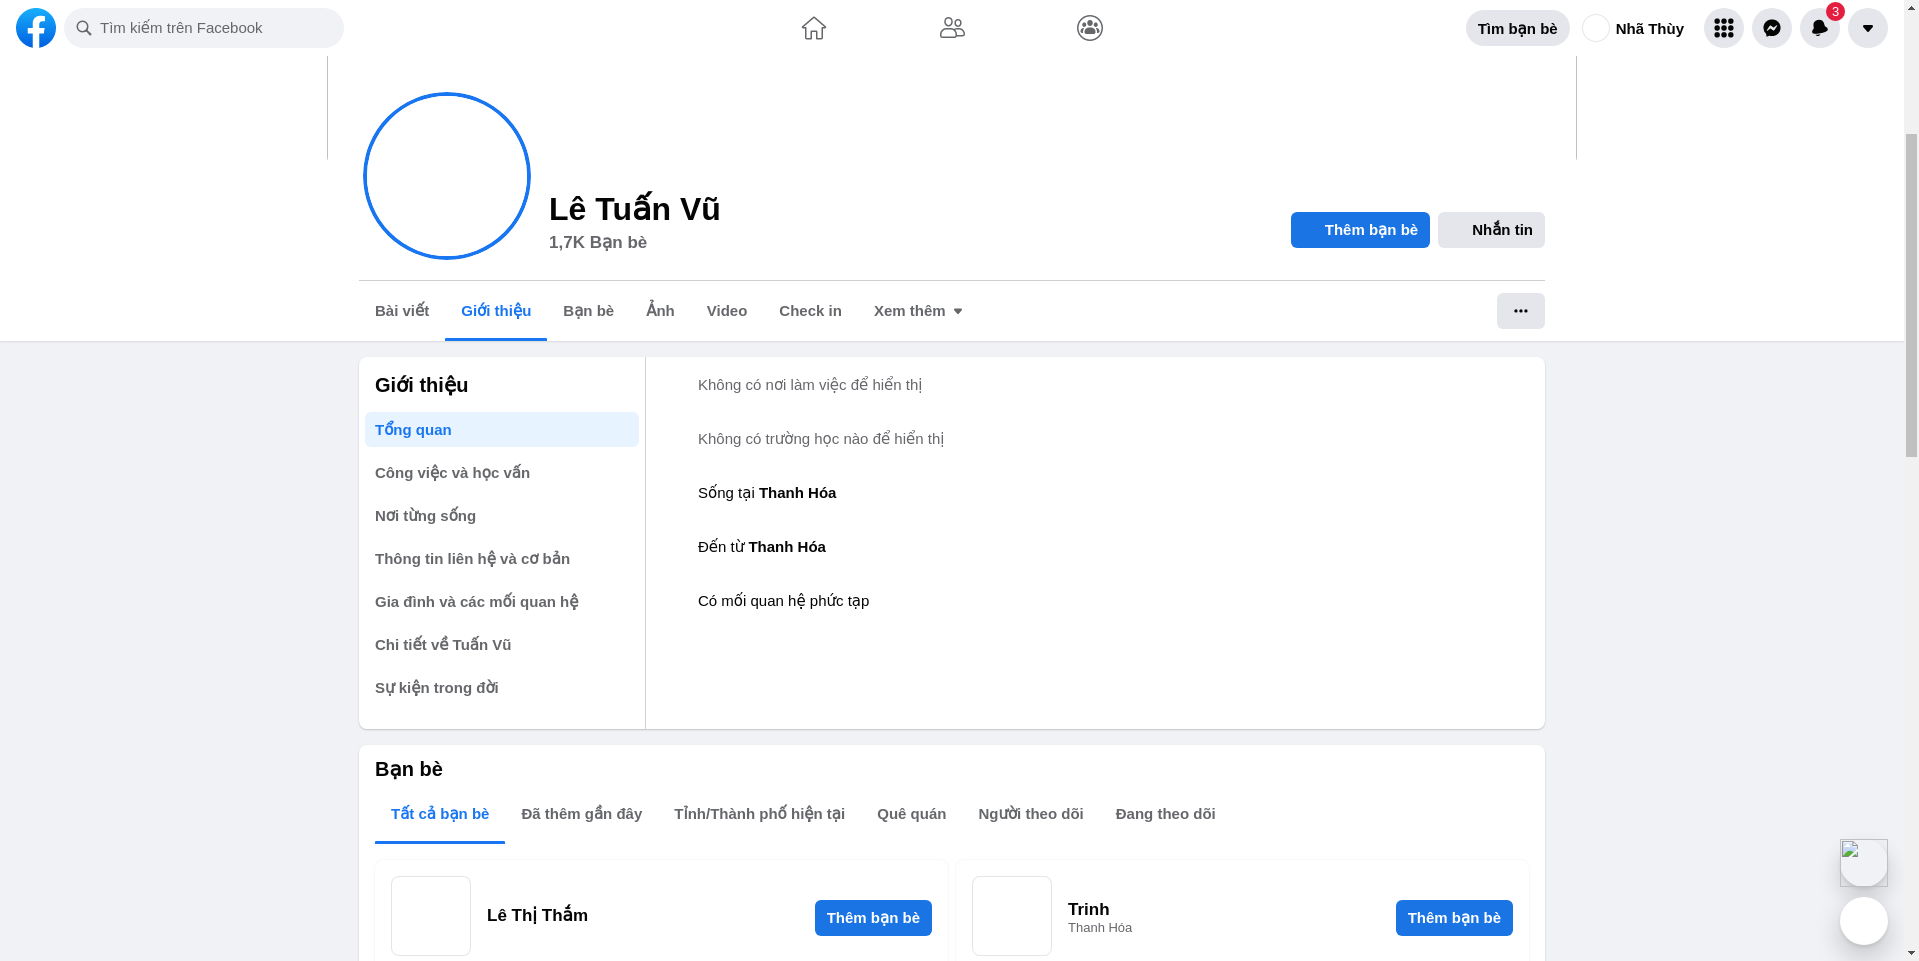 Tìm kiếm trên Facebook
Tìm bạn bè
Nhã Thùy
3
Lê Tuấn Vũ
1,7K Bạn bè
Thêm bạn bè
Nhắn tin
Bài viết
Giới thiệu
Bạn bè
Ảnh
Video
Check in
Xem thêm
Giới thiệu
Tổng quan
Công việc và học vấn
Nơi từng sống
Thông tin liên hệ và cơ bản
Gia đình và các mối quan hệ
Chi tiết về Tuấn Vũ
Sự kiện trong đời
Không có nơi làm việc để hiển thị
Không có trường học nào để hiển thị
Sống tại Thanh Hóa
Đến từ Thanh Hóa
Có mối quan hệ phức tạp
Bạn bè
Tất cả bạn bè
Đã thêm gần đây
Tỉnh/Thành phố hiện tại
Quê quán
Người theo dõi
Đang theo dõi
Lê Thị Thắm
Thêm bạn bè
Trinh
Thanh Hóa
Thêm bạn bè